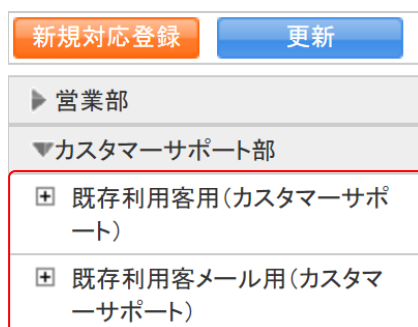 新規対応登録 更新
営業部
カスタマーサポート部
既存利用客用(カスタマーサポ
ート)
既存利用客メール用(カスタマ
ーサポート)